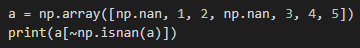 a = np.array([np.nan, 1, 2, np.nan, 3, 4, 5])
print(a[~np.isnan(a)])